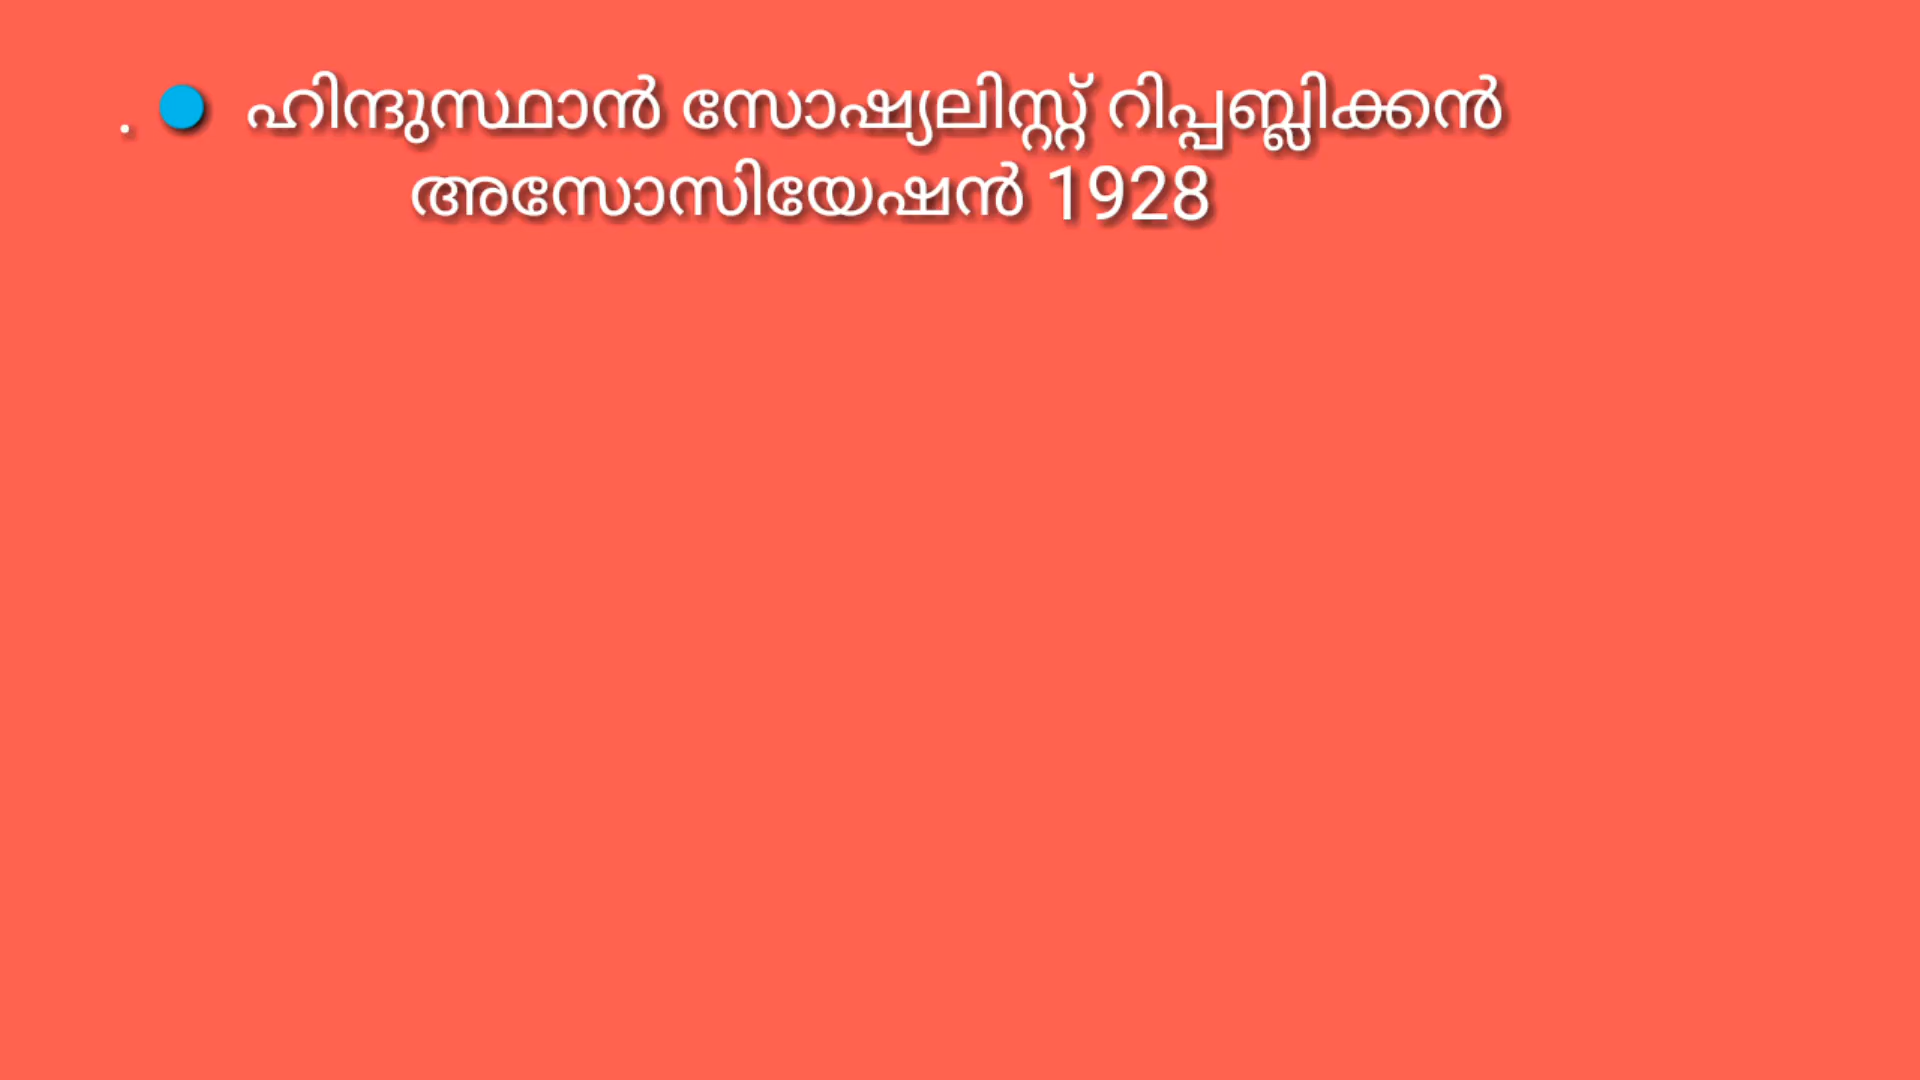 . ● ഹിന്ദുസ്ഥാൻ സോഷ്യലിസ്റ്റ് റിപ്പബ്ലിക്കൻ
അസോസിയേഷൻ 1928